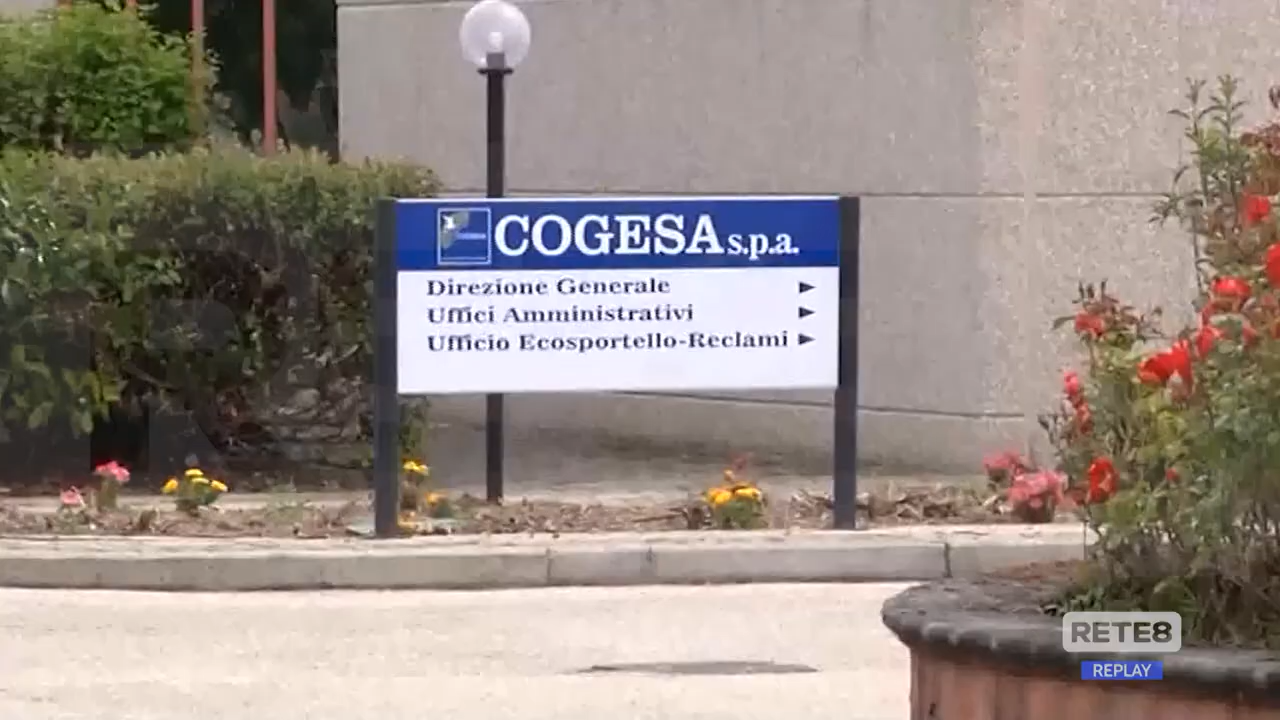 COGESA s.p.a.
Direzione Generale
Uffici Amministrativi
Ufficio Ecosportello-Reclami
RETE8
REPLAY